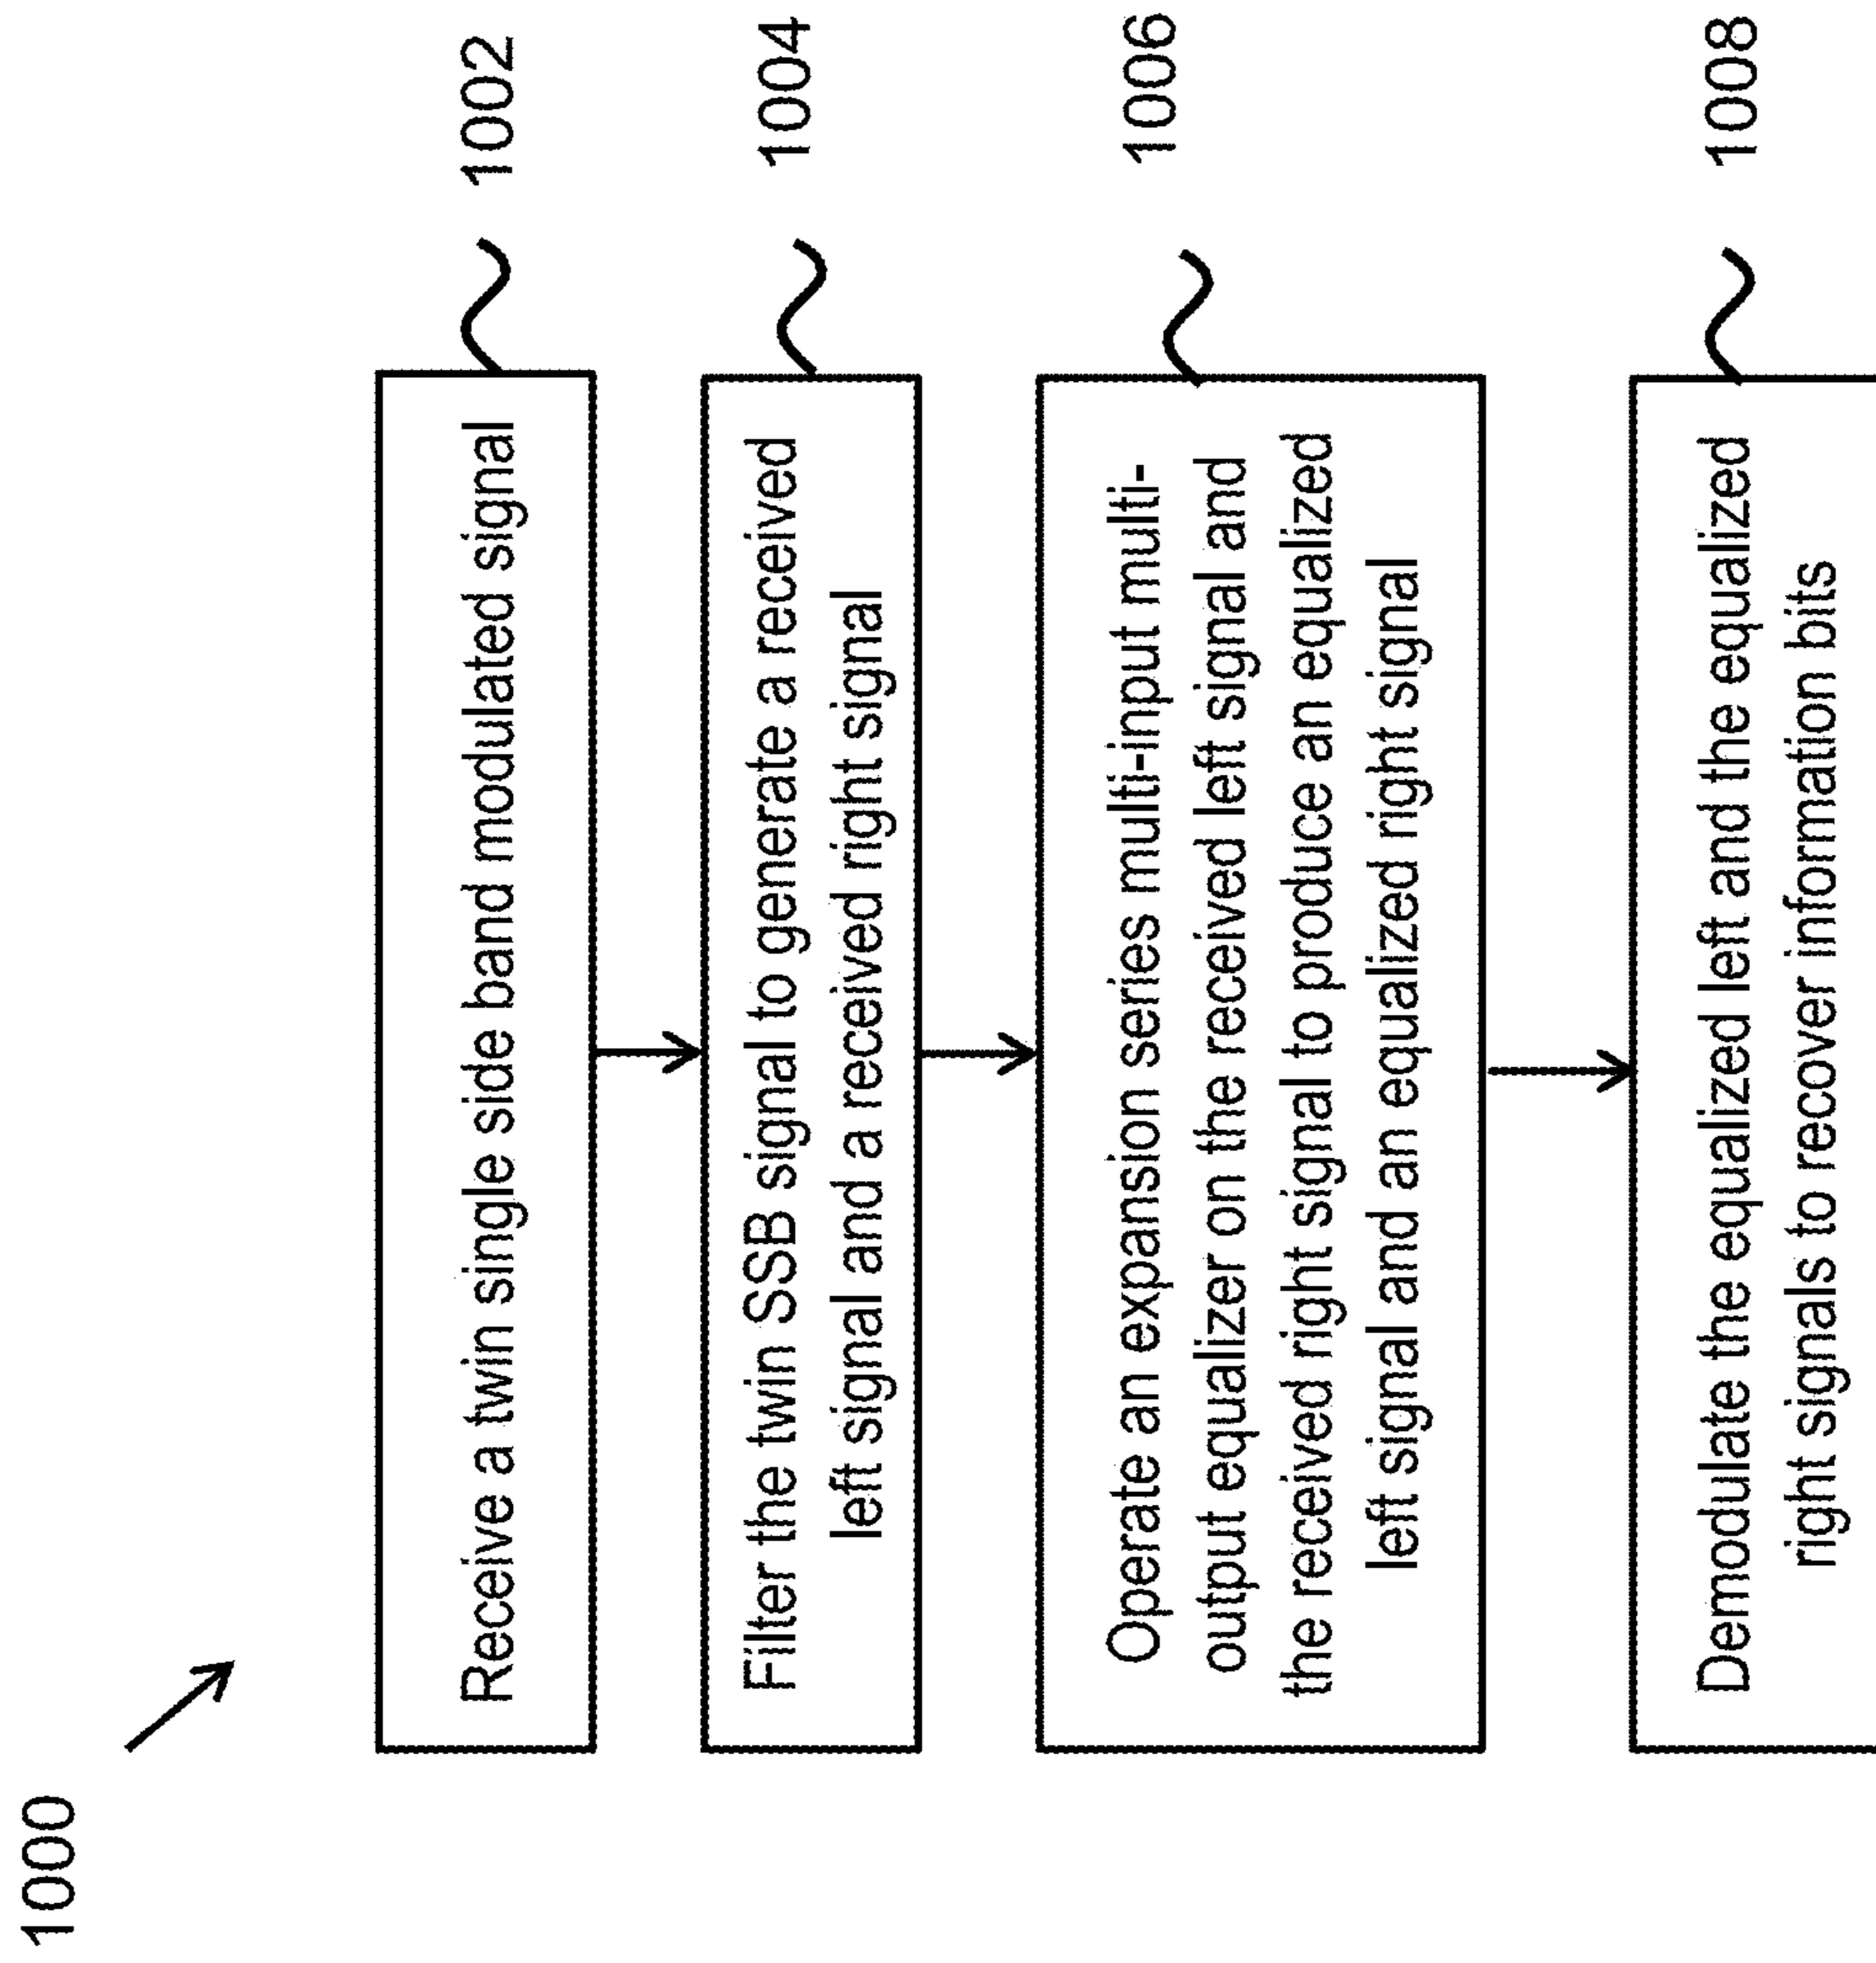 1000
Receive a twin single side band modulated signal
1002
Filter the twin SSB signal to generate a received
left signal and a received right signal
1004
Operate an expansion series multi-input multi-
output equalizer on the received left signal and
the received right signal to produce an equalized
left signal and an equalized right signal
1006
Demodulate the equalized left and the equalized
right signals to recover information bits
1008